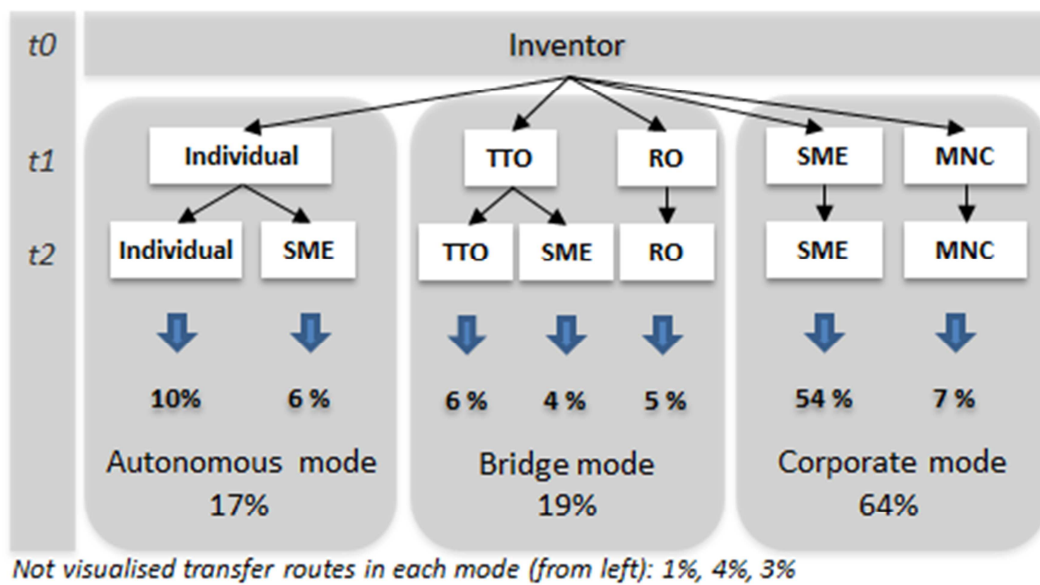 t0 Inventor
t1 Individual TTO RO SME MNC
t2 Individual SME TTO SME RO SME MNC
10% 6 % 6 % 4 % 5 % 54 % 7 %
Autonomous mode Bridge mode Corporate mode
17% 19% 64%
Not visualised transfer routes in each mode (from left): 1%, 4%, 3%